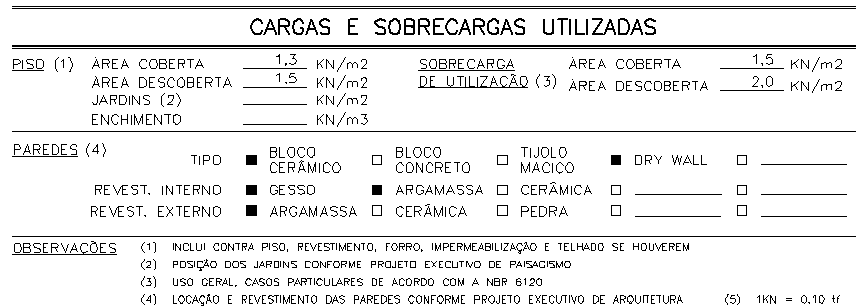 CARGAS E SOBRECARGAS UTILIZADAS
PISO (1) ÁREA COBERTA 1,3 KN/m2 SOBRECARGA ÁREA COBERTA 1,5 KN/m2
ÁREA DESCOBERTA 1,5 KN/m2 DE UTILIZAÇÃO (3) ÁREA DESCOBERTA 2,0 KN/m2
JARDINS (2) KN/m2
ENCHIMENTO KN/m3
PAREDES (4) TIPO ■ BLOCO CERÂMICO □ BLOCO CONCRETO □ TIJOLO MACICO ■ DRY WALL □
REVEST. INTERNO ■ GESSO ■ ARGAMASSA □ CERÂMICA □ □
REVEST. EXTERNO ■ ARGAMASSA □ CERÂMICA □ PEDRA □ □
OBSERVAÇÕES (1) INCLUI CONTRA PISO, REVESTIMENTO, FORRO, IMPERMEABILIZAÇÃO E TELHADO SE HOUVEREM
(2) POSIÇÃO DOS JARDINS CONFORME PROJETO EXECUTIVO DE PAISAGISMO
(3) USO GERAL, CASOS PARTICULARES DE ACORDO COM A NBR 6120
(4) LOCAÇÃO E REVESTIMENTO DAS PAREDES CONFORME PROJETO EXECUTIVO DE ARQUITETURA (5) 1KN = 0.10 tf